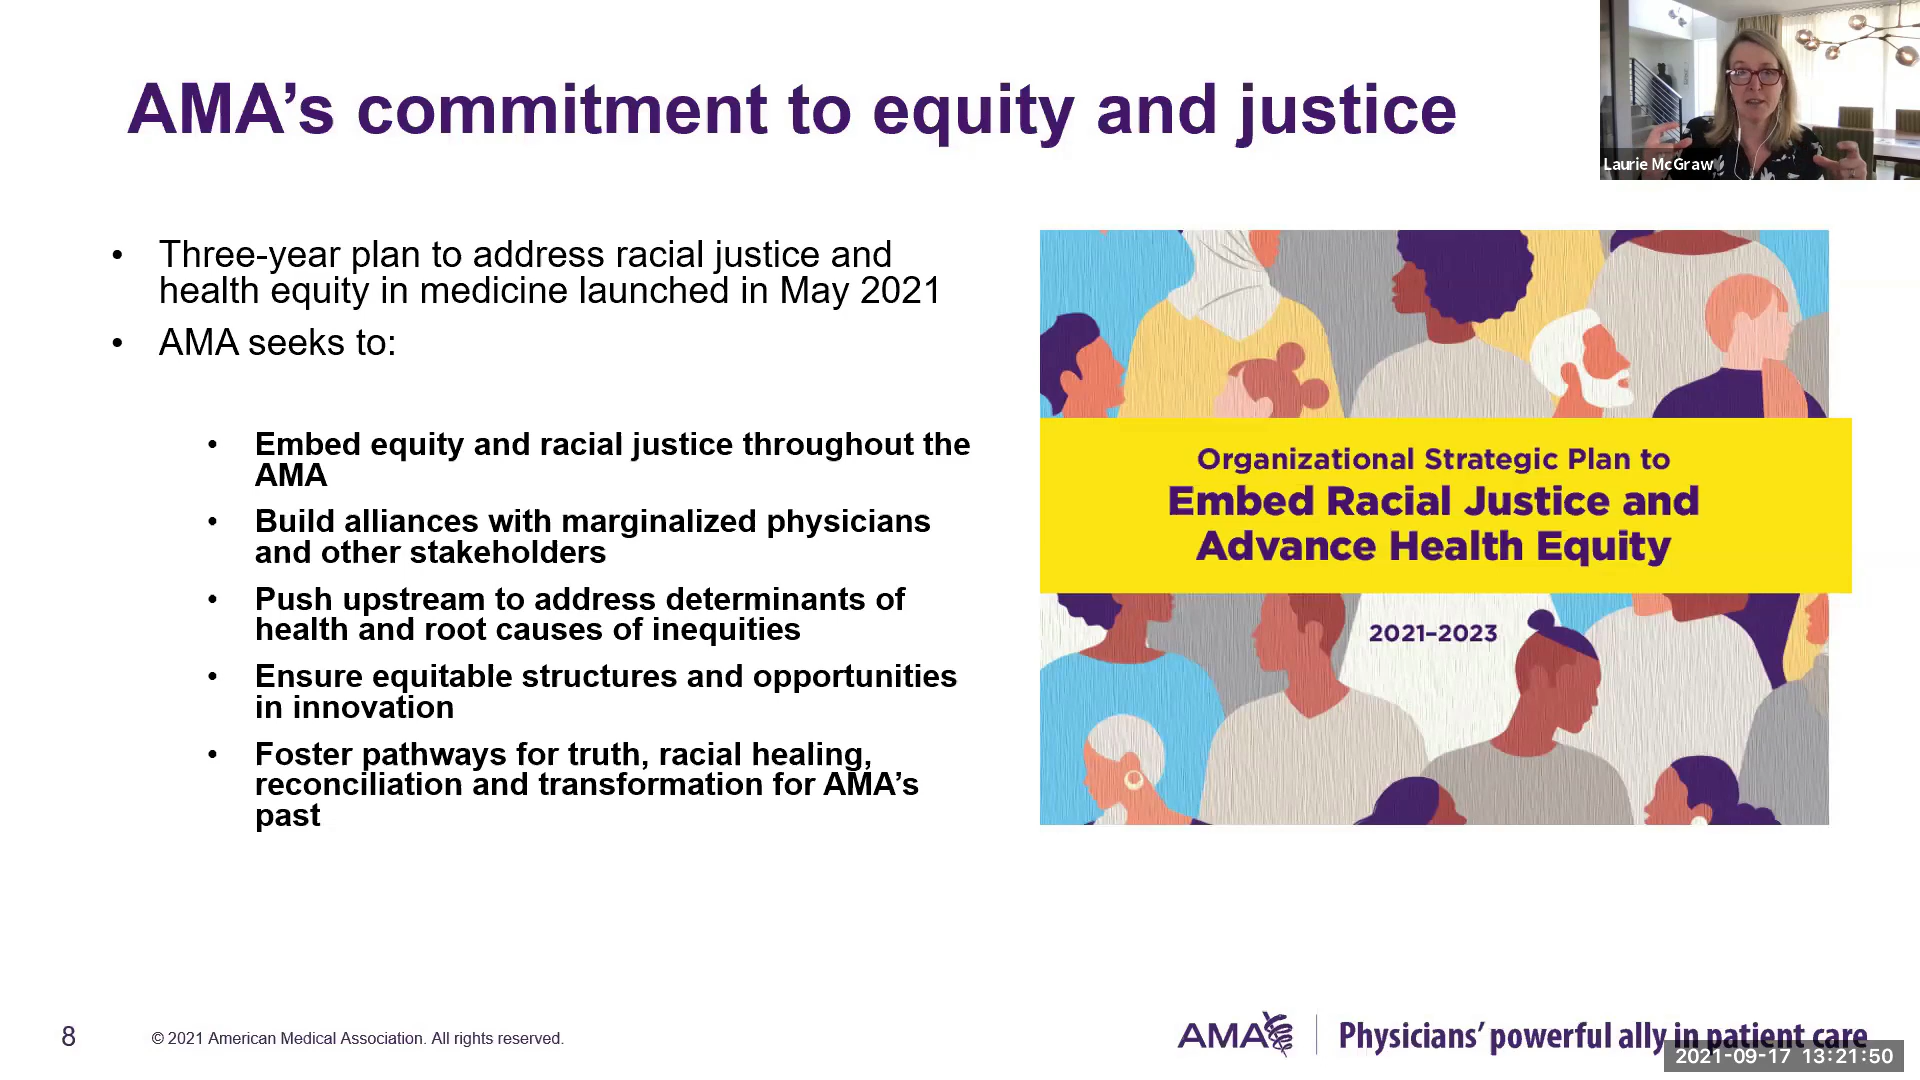 AMA’s commitment to equity and justice
Laurie McGraw
• Three-year plan to address racial justice and
health equity in medicine launched in May 2021
• AMA seeks to:
• Embed equity and racial justice throughout the
AMA
• Build alliances with marginalized physicians
and other stakeholders
• Push upstream to address determinants of
health and root causes of inequities
• Ensure equitable structures and opportunities
in innovation
• Foster pathways for truth, racial healing,
reconciliation and transformation for AMA’s
past
Organizational Strategic Plan to
Embed Racial Justice and
Advance Health Equity
2021–2023
8
© 2021 American Medical Association. All rights reserved.
AMA
Physicians’ powerful ally in patient care
2021-09-17 13:21:50